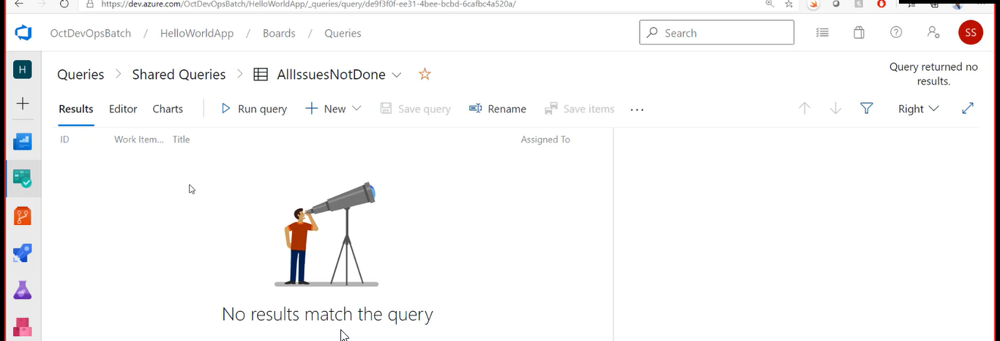 https://dev.azure.com/OctDevOpsBatch/HelloWorldApp/_queries/query/de9f3f0f-ee31-4bee-bcbd-6cafbc4a520a/
OctDevOpsBatch / HelloWorldApp / Boards / Queries
Search
SS
H
Queries > Shared Queries > AllIssuesNotDone
Query returned no
results.
Results Editor Charts Run query New Save query Rename Save items ... Right
ID Work Item... Title Assigned To
No results match the query